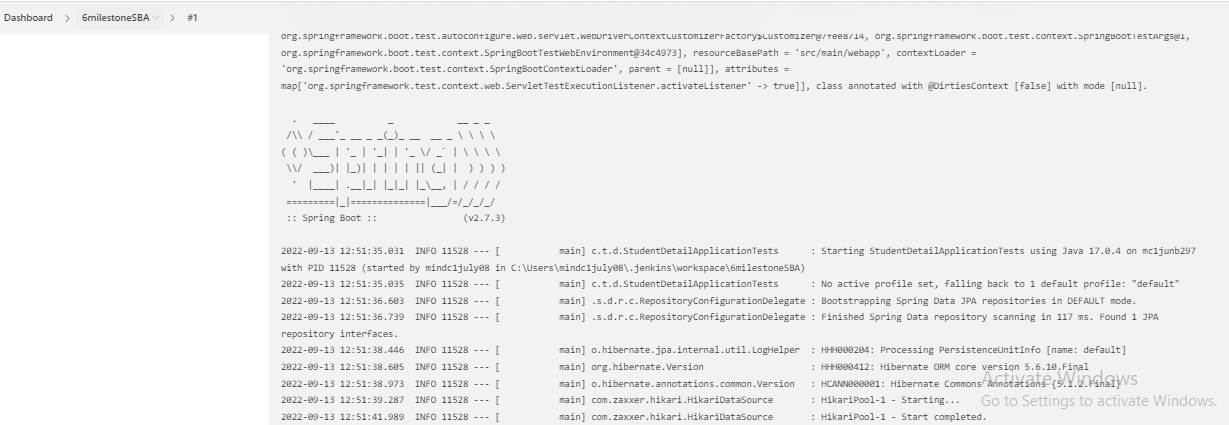 Dashboard > 6milestoneSBA > #1
org.springframework.boot.test.autoconfigure.web.servlet.WebDriverContextCustomizerFactory$Customizer@7fee8714, org.springframework.boot.test.context.SpringBootTestArgs@1,
org.springframework.boot.test.context.SpringBootTestWebEnvironment@34c4973], resourceBasePath = 'src/main/webapp', contextLoader =
'org.springframework.boot.test.context.SpringBootContextLoader', parent = [null]], attributes =
map['org.springframework.test.context.web.ServletTestExecutionListener.activateListener' -> true]], class annotated with @DirtiesContext [false] with mode [null].
  .   ____          _            __ _ _
 /\\ / ___'_ __ _ _(_)_ __  __ _ \ \ \ \
( ( )\___ | '_ | '_| | '_ \/ _` | \ \ \ \
 \\/  ___)| |_)| | | | | || (_| |  ) ) ) )
  '  |____| .__|_| |_|_| |_\__, | / / / /
 =========|_|==============|___/=/_/_/_/
 :: Spring Boot ::                (v2.7.3)
2022-09-13 12:51:35.031  INFO 11528 --- [           main] c.t.d.StudentDetailApplicationTests      : Starting StudentDetailApplicationTests using Java 17.0.4 on mc1junb297
with PID 11528 (started by mindc1july08 in C:\Users\mindc1july08\.jenkins\workspace\6milestoneSBA)
2022-09-13 12:51:35.035  INFO 11528 --- [           main] c.t.d.StudentDetailApplicationTests      : No active profile set, falling back to 1 default profile: "default"
2022-09-13 12:51:36.603  INFO 11528 --- [           main] .s.d.r.c.RepositoryConfigurationDelegate : Bootstrapping Spring Data JPA repositories in DEFAULT mode.
2022-09-13 12:51:36.739  INFO 11528 --- [           main] .s.d.r.c.RepositoryConfigurationDelegate : Finished Spring Data repository scanning in 117 ms. Found 1 JPA
repository interfaces.
2022-09-13 12:51:38.446  INFO 11528 --- [           main] o.hibernate.jpa.internal.util.LogHelper  : HHH000204: Processing PersistenceUnitInfo [name: default]
2022-09-13 12:51:38.605  INFO 11528 --- [           main] org.hibernate.Version                    : HHH000412: Hibernate ORM core version 5.6.10.Final
2022-09-13 12:51:38.973  INFO 11528 --- [           main] o.hibernate.annotations.common.Version   : HCANN000001: Hibernate Commons Annotations {5.1.2.Final}
2022-09-13 12:51:39.287  INFO 11528 --- [           main] com.zaxxer.hikari.HikariDataSource       : HikariPool-1 - Starting...
2022-09-13 12:51:41.989  INFO 11528 --- [           main] com.zaxxer.hikari.HikariDataSource       : HikariPool-1 - Start completed.
Activate Windows
Go to Settings to activate Windows.